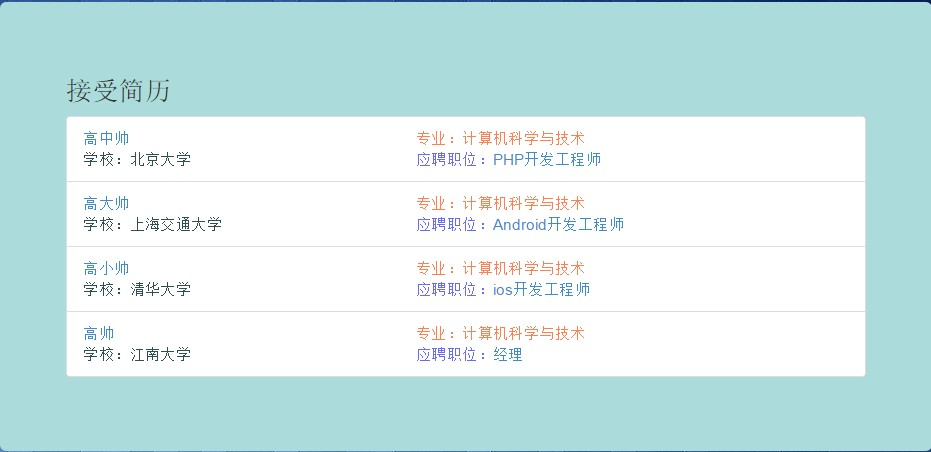 接受简历
高中帅 专业：计算机科学与技术
学校：北京大学 应聘职位：PHP开发工程师
高大帅 专业：计算机科学与技术
学校：上海交通大学 应聘职位：Android开发工程师
高小帅 专业：计算机科学与技术
学校：清华大学 应聘职位：ios开发工程师
高帅 专业：计算机科学与技术
学校：江南大学 应聘职位：经理